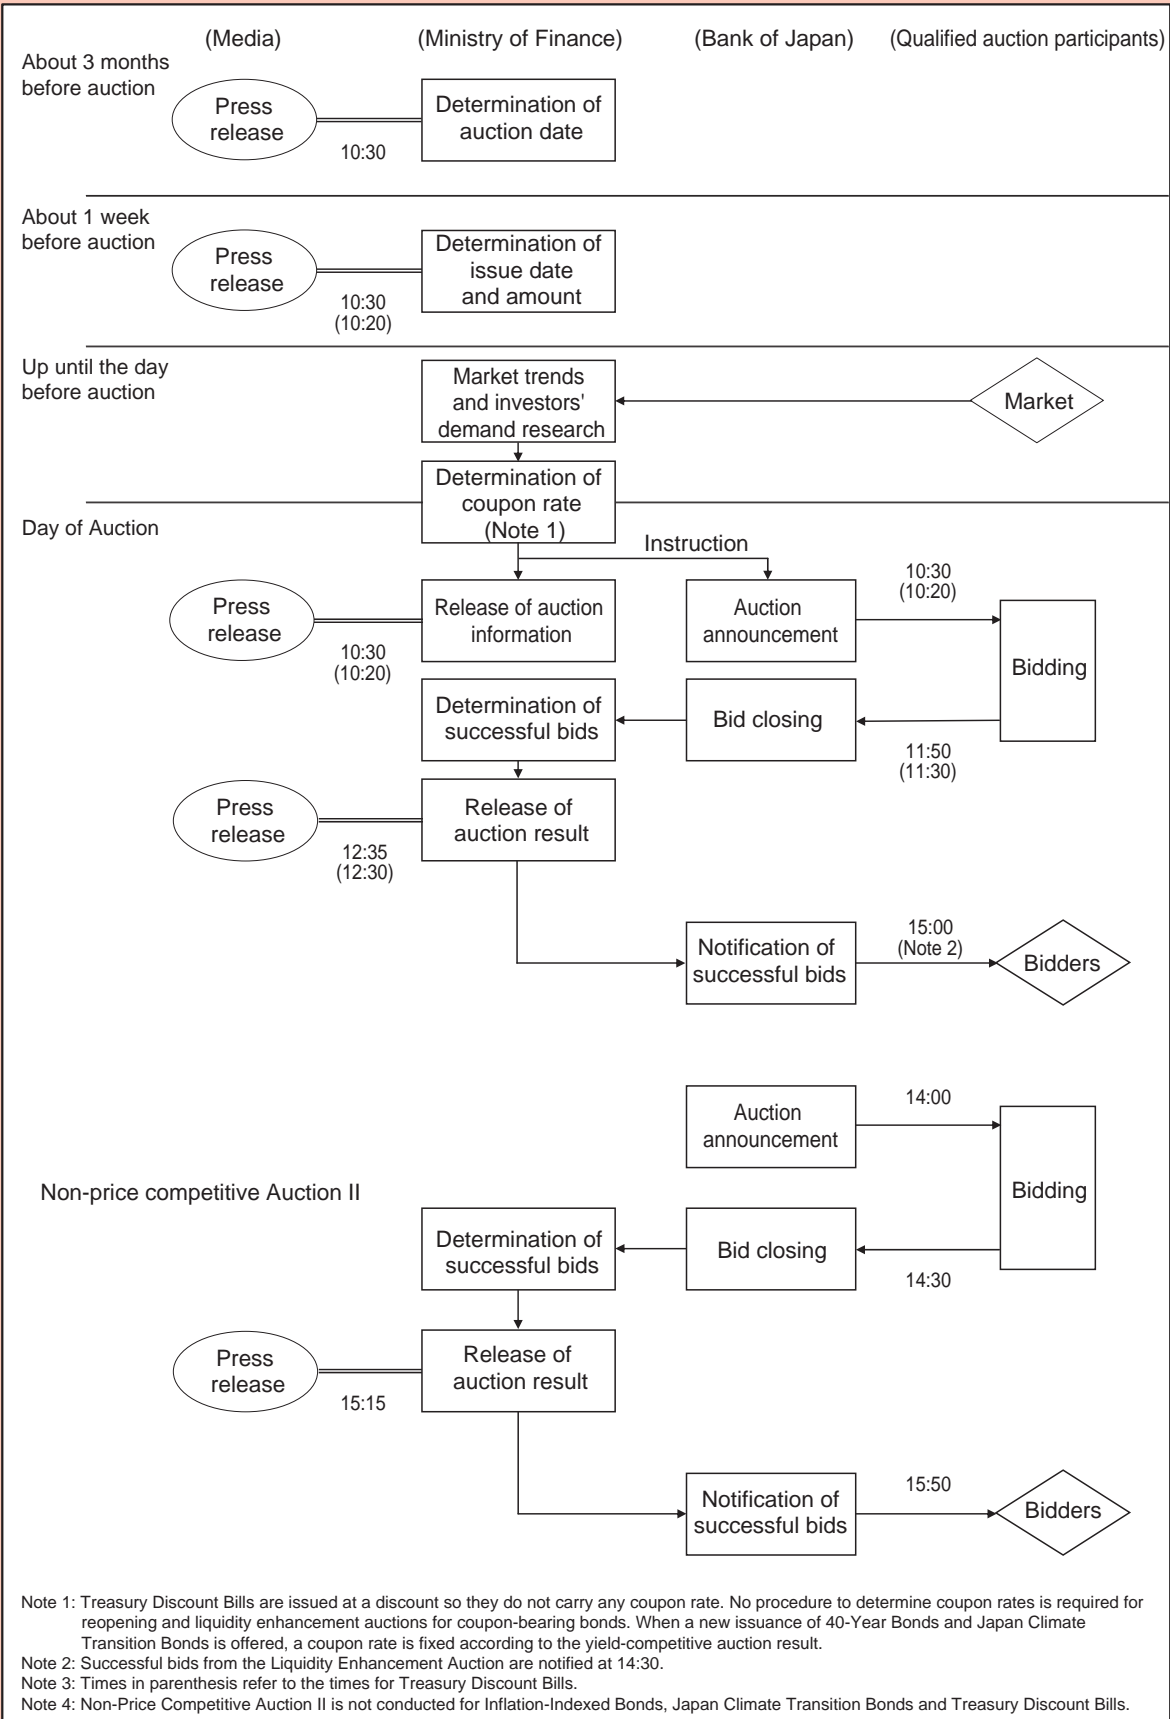 (Media)
(Ministry of Finance)
(Bank of Japan)
(Qualified auction participants)
About 3 months
before auction
Press
release
10:30
Determination of
auction date
About 1 week
before auction
Press
release
10:30
(10:20)
Determination of
issue date
and amount
Up until the day
before auction
Market trends
and investors'
demand research
Market
Determination of
coupon rate
(Note 1)
Day of Auction
Instruction
Press
release
10:30
(10:20)
Release of auction
information
Auction
announcement
10:30
(10:20)
Bidding
Determination of
successful bids
Bid closing
11:50
(11:30)
Press
release
12:35
(12:30)
Release of
auction result
Notification of
successful bids
15:00
(Note 2)
Bidders
Auction
announcement
14:00
Bidding
Non-price competitive Auction II
Determination of
successful bids
Bid closing
14:30
Press
release
15:15
Release of
auction result
Notification of
successful bids
15:50
Bidders
Note 1: Treasury Discount Bills are issued at a discount so they do not carry any coupon rate. No procedure to determine coupon rates is required for
reopening and liquidity enhancement auctions for coupon-bearing bonds. When a new issuance of 40-Year Bonds and Japan Climate
Transition Bonds is offered, a coupon rate is fixed according to the yield-competitive auction result.
Note 2: Successful bids from the Liquidity Enhancement Auction are notified at 14:30.
Note 3: Times in parenthesis refer to the times for Treasury Discount Bills.
Note 4: Non-Price Competitive Auction II is not conducted for Inflation-Indexed Bonds, Japan Climate Transition Bonds and Treasury Discount Bills.